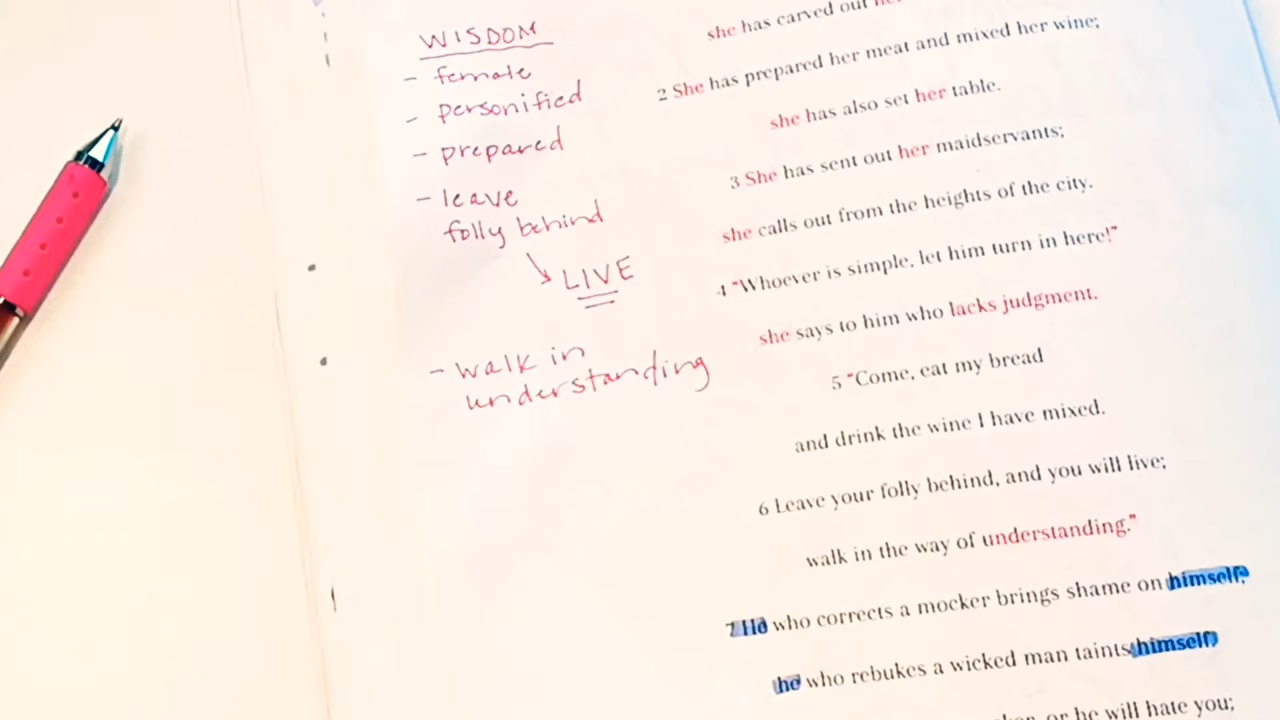 WISDOM
- female
- personified
- prepared
- leave
folly behind
LIVE
- walk in
understanding
she has carved out
2 She has prepared her meat and mixed her wine;
she has also set her table.
3 She has sent out her maidservants;
she calls out from the heights of the city.
4 "Whoever is simple, let him turn in here!"
she says to him who lacks judgment.
5 "Come, eat my bread
and drink the wine I have mixed.
6 Leave your folly behind, and you will live;
walk in the way of understanding."
7 He who corrects a mocker brings shame on himself;
he who rebukes a wicked man taints himself.
or he will hate you;